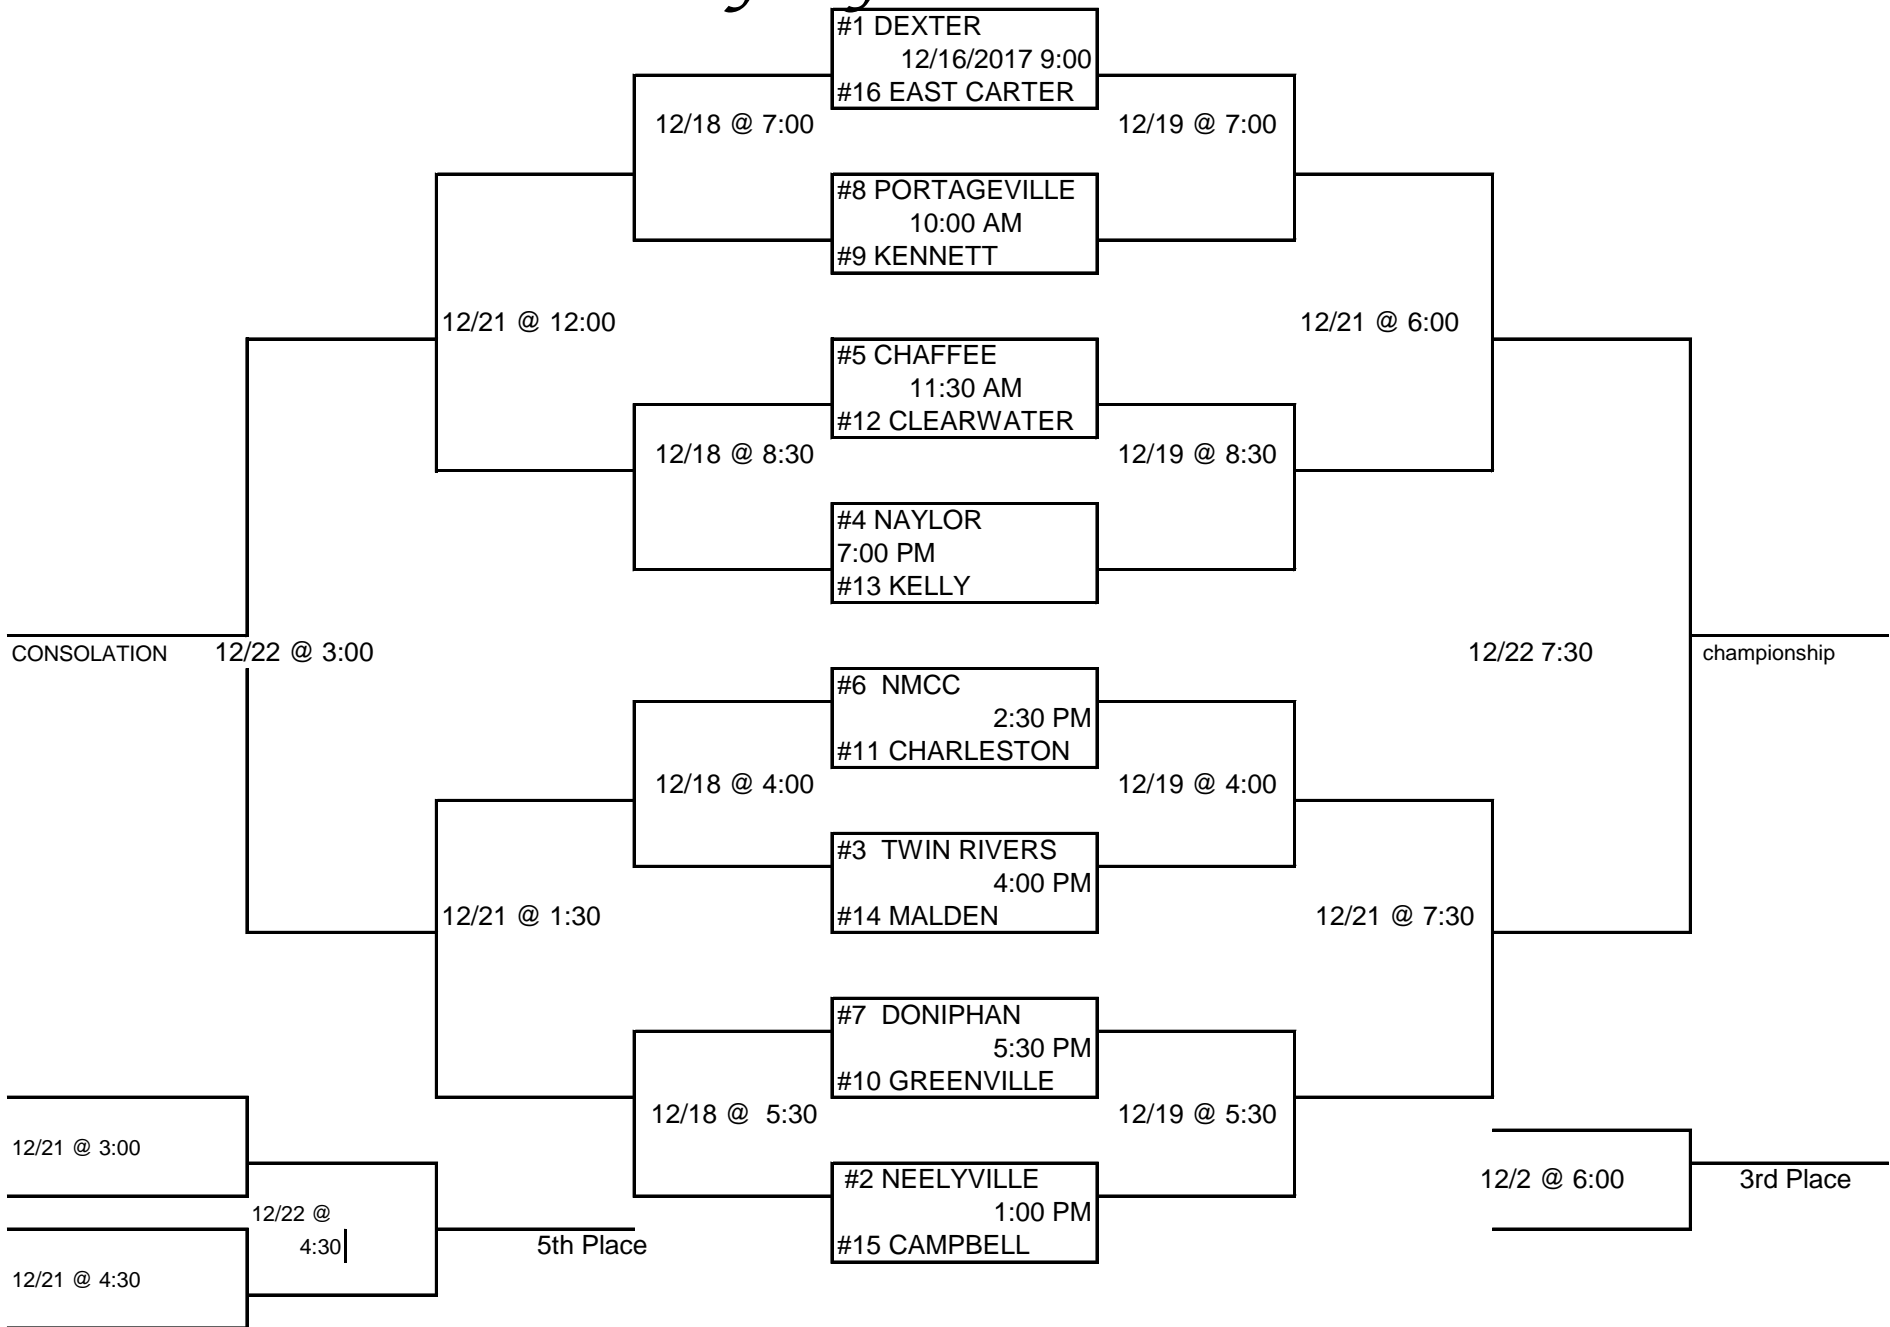 #1 DEXTER
12/16/2017 9:00
#16 EAST CARTER
12/18 @ 7:00
12/19 @ 7:00
#8 PORTAGEVILLE
10:00 AM
#9 KENNETT
12/21 @ 12:00
12/21 @ 6:00
#5 CHAFFEE
11:30 AM
#12 CLEARWATER
12/18 @ 8:30
12/19 @ 8:30
#4 NAYLOR
7:00 PM
#13 KELLY
CONSOLATION
12/22 @ 3:00
12/22 7:30
championship
#6  NMCC
2:30 PM
#11 CHARLESTON
12/18 @ 4:00
12/19 @ 4:00
#3  TWIN RIVERS
4:00 PM
#14 MALDEN
12/21 @ 1:30
12/21 @ 7:30
#7  DONIPHAN
5:30 PM
#10 GREENVILLE
12/18 @  5:30
12/19 @ 5:30
12/21 @ 3:00
#2 NEELYVILLE
1:00 PM
#15 CAMPBELL
12/2 @ 6:00
3rd Place
12/22 @
4:30
5th Place
12/21 @ 4:30